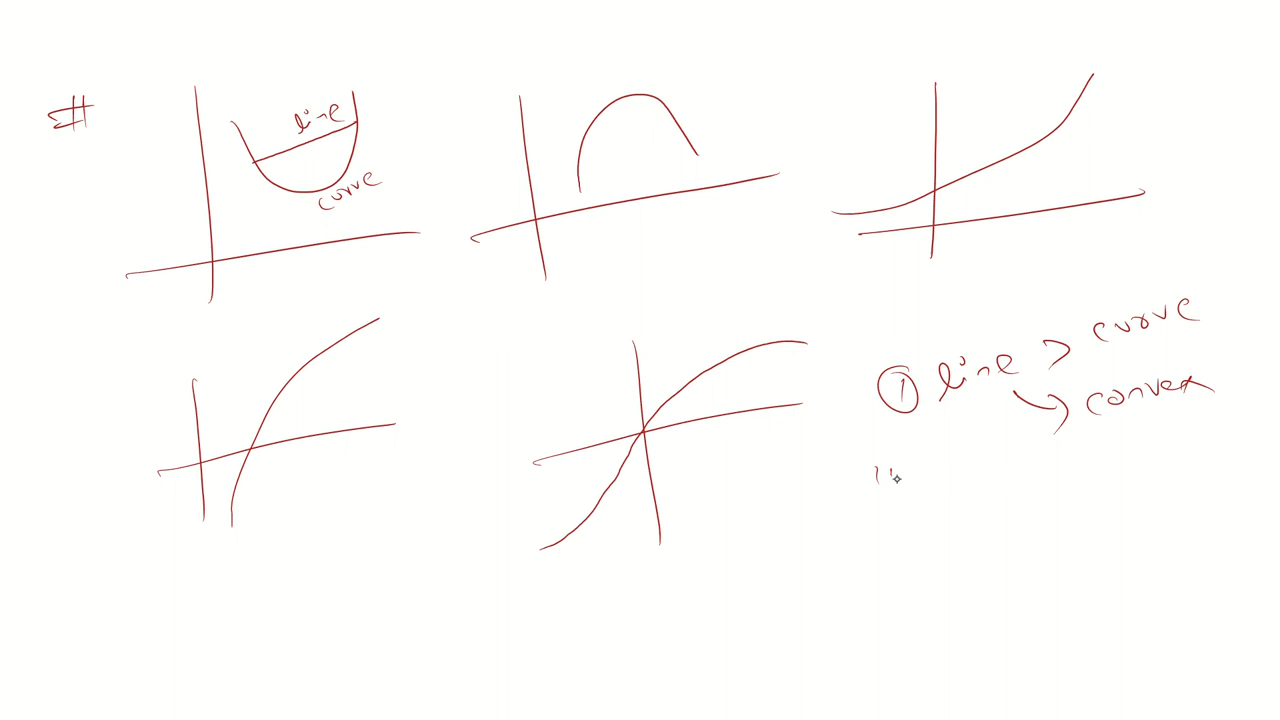 #
line
curve
① line > curve
→ convex